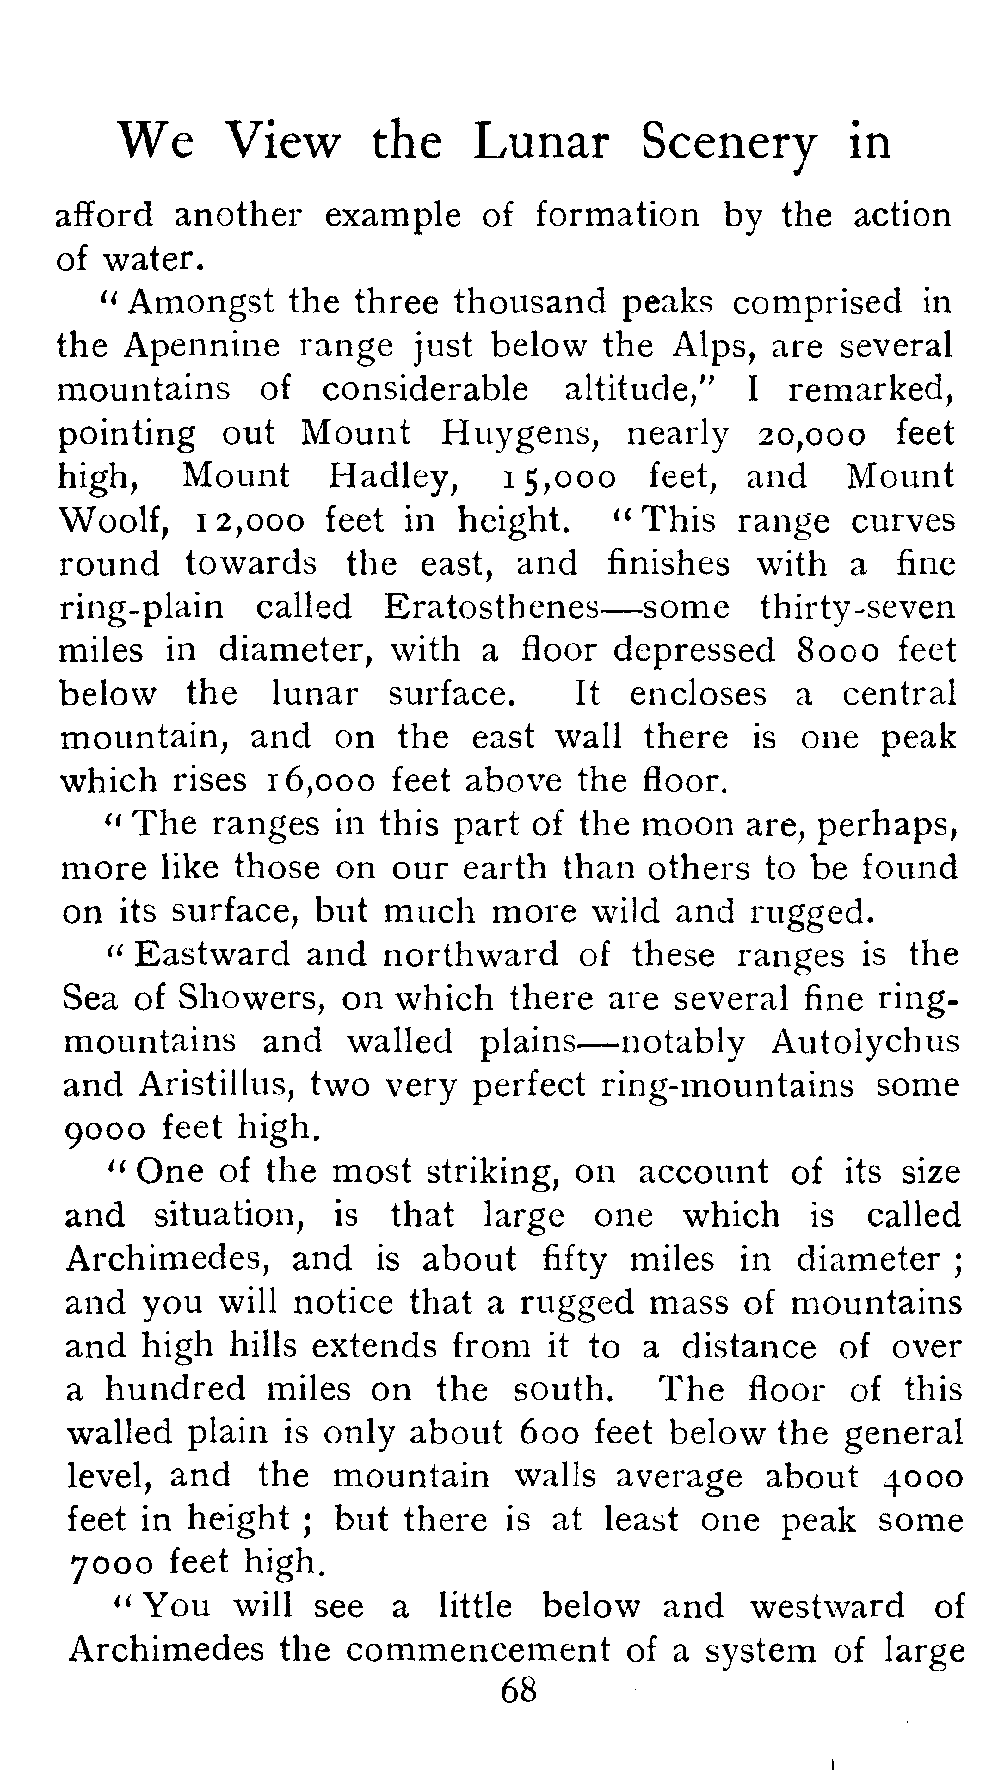 We View the Lunar Scenery in
afford another example of formation by the action
of water.
“Amongst the three thousand peaks comprised in
the Apennine range just below the Alps, are several
mountains of considerable altitude,” I remarked,
pointing out Mount Huygens, nearly 20,000 feet
high, Mount Hadley, 15,000 feet, and Mount
Woolf, 12,000 feet in height. “This range curves
round towards the east, and finishes with a fine
ring-plain called Eratosthenes—some thirty-seven
miles in diameter, with a floor depressed 8000 feet
below the lunar surface. It encloses a central
mountain, and on the east wall there is one peak
which rises 16,000 feet above the floor.
“The ranges in this part of the moon are, perhaps,
more like those on our earth than others to be found
on its surface, but much more wild and rugged.
“Eastward and northward of these ranges is the
Sea of Showers, on which there are several fine ring-
mountains and walled plains—notably Autolychus
and Aristillus, two very perfect ring-mountains some
9000 feet high.
“One of the most striking, on account of its size
and situation, is that large one which is called
Archimedes, and is about fifty miles in diameter ;
and you will notice that a rugged mass of mountains
and high hills extends from it to a distance of over
a hundred miles on the south. The floor of this
walled plain is only about 600 feet below the general
level, and the mountain walls average about 4000
feet in height ; but there is at least one peak some
7000 feet high.
“You will see a little below and westward of
Archimedes the commencement of a system of large
68